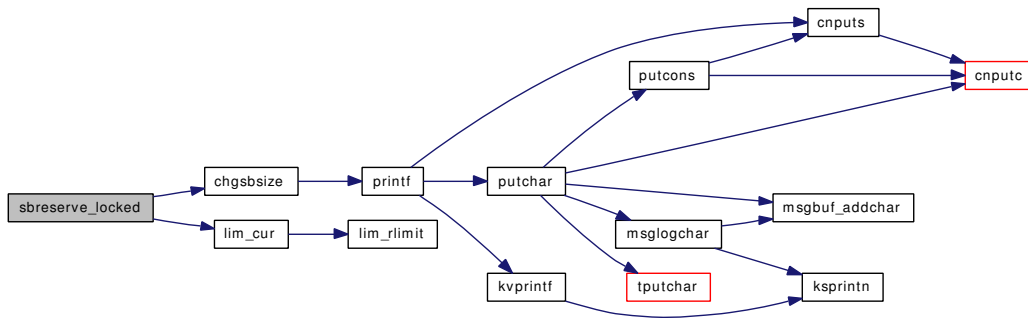 sbreserve_locked
chgsbsize
lim_cur
printf
lim_rlimit
putchar
kvprintf
putcons
msglogchar
tputchar
cnputs
msgbuf_addchar
ksprintn
cnputc